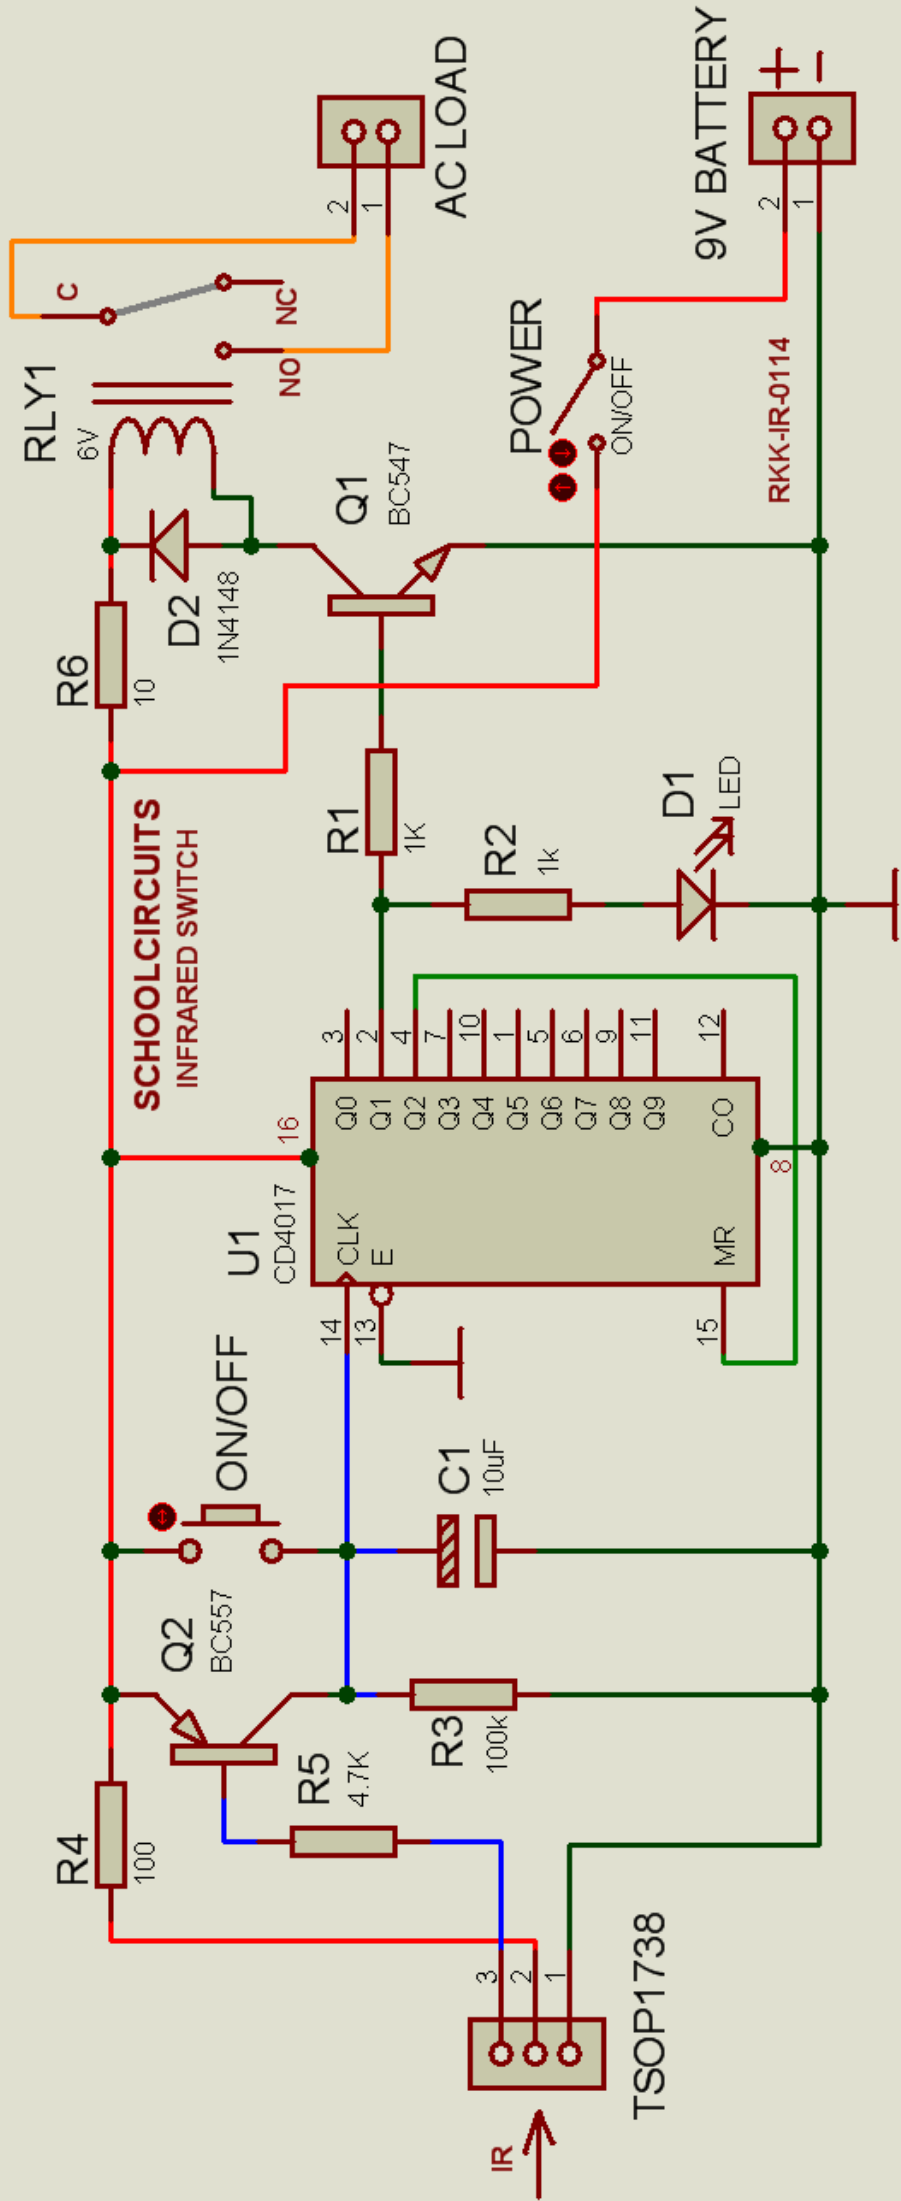 SCHOOLCIRCUITS
INFRARED SWITCH
IR
TSOP1738
3
2
1
R4
100
R5
4.7K
Q2
BC557
R3
100k
ON/OFF
C1
10uF
U1
CD4017
16
14
13
15
CLK
E
MR
Q0
Q1
Q2
Q3
Q4
Q5
Q6
Q7
Q8
Q9
CO
3
2
4
7
10
1
5
6
9
11
12
8
R1
1K
R2
1k
D1
LED
R6
10
D2
1N4148
Q1
BC547
RLY1
6V
C
NO
NC
AC LOAD
2
1
POWER
ON/OFF
RKK-IR-0114
9V BATTERY
2
1
+
−